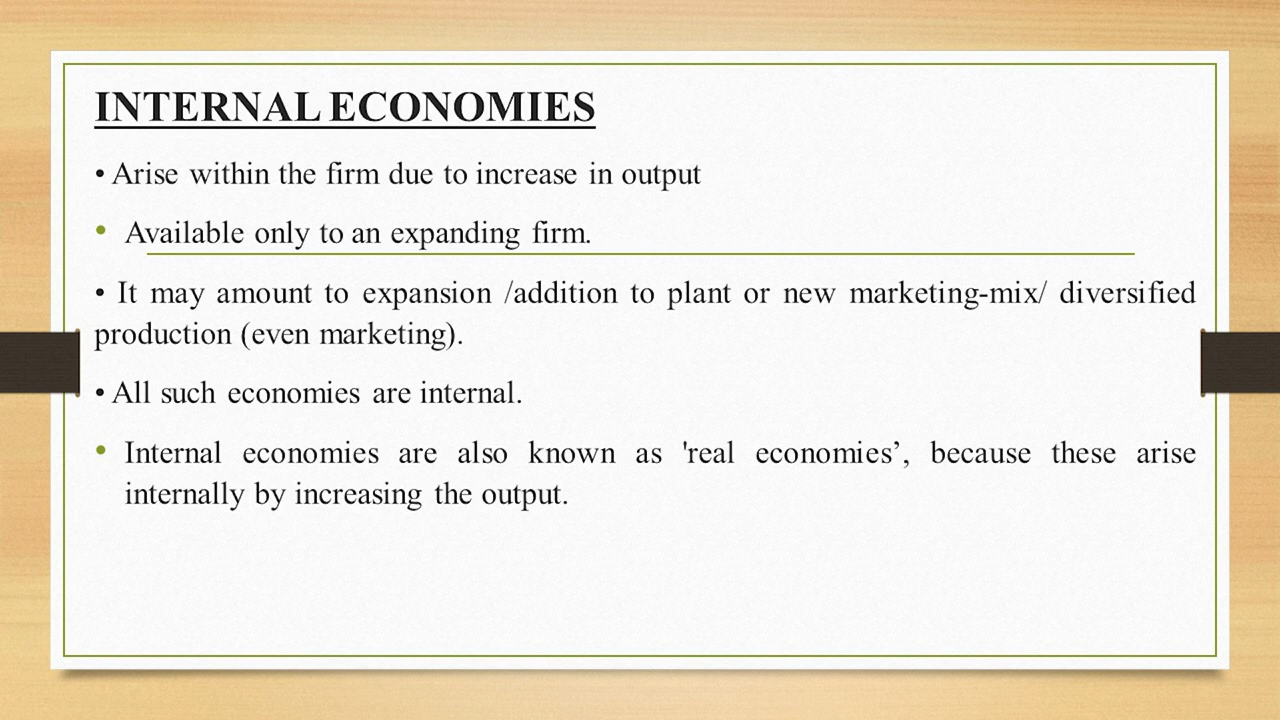 INTERNAL ECONOMIES
• Arise within the firm due to increase in output
• Available only to an expanding firm.
• It may amount to expansion /addition to plant or new marketing-mix/ diversified
production (even marketing).
• All such economies are internal.
• Internal economies are also known as 'real economies’, because these arise
internally by increasing the output.